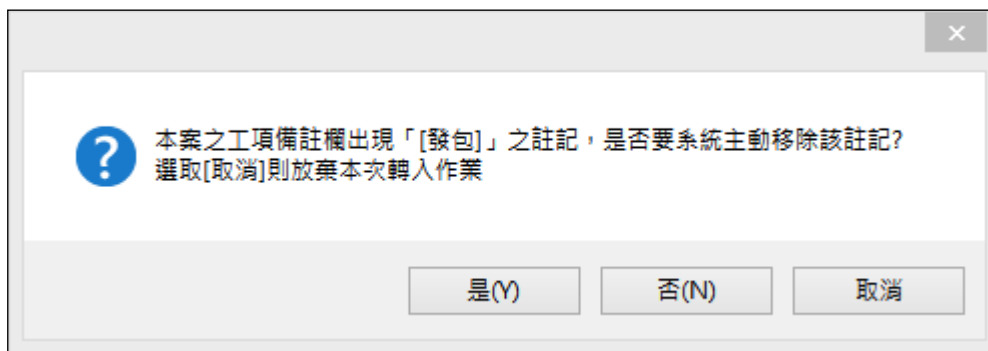 本案之工項備註欄出現「[發包]」之註記，是否要系統主動移除該註記?
選取[取消]則放棄本次轉入作業
是(Y)
否(N)
取消